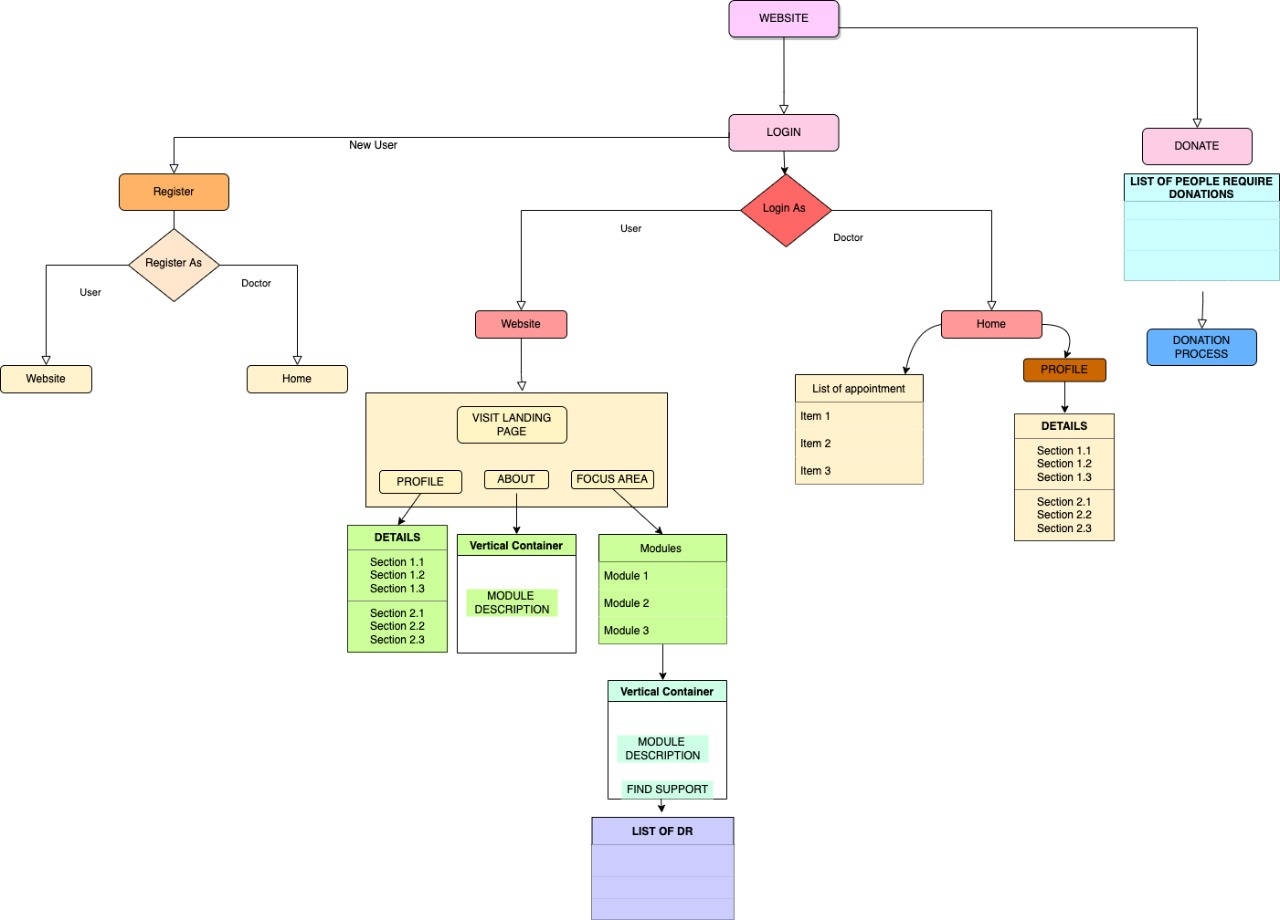 WEBSITE
LOGIN
DONATE
New User
LIST OF PEOPLE REQUIRE
DONATIONS
Register
Login As
User
Doctor
Register As
User
Doctor
Website
Home
DONATION
PROCESS
Website
Home
PROFILE
List of appointment
Item 1
Item 2
Item 3
DETAILS
Section 1.1
Section 1.2
Section 1.3
Section 2.1
Section 2.2
Section 2.3
VISIT LANDING
PAGE
PROFILE
ABOUT
FOCUS AREA
DETAILS
Section 1.1
Section 1.2
Section 1.3
Section 2.1
Section 2.2
Section 2.3
Vertical Container
MODULE
DESCRIPTION
Modules
Module 1
Module 2
Module 3
Vertical Container
MODULE
DESCRIPTION
FIND SUPPORT
LIST OF DR